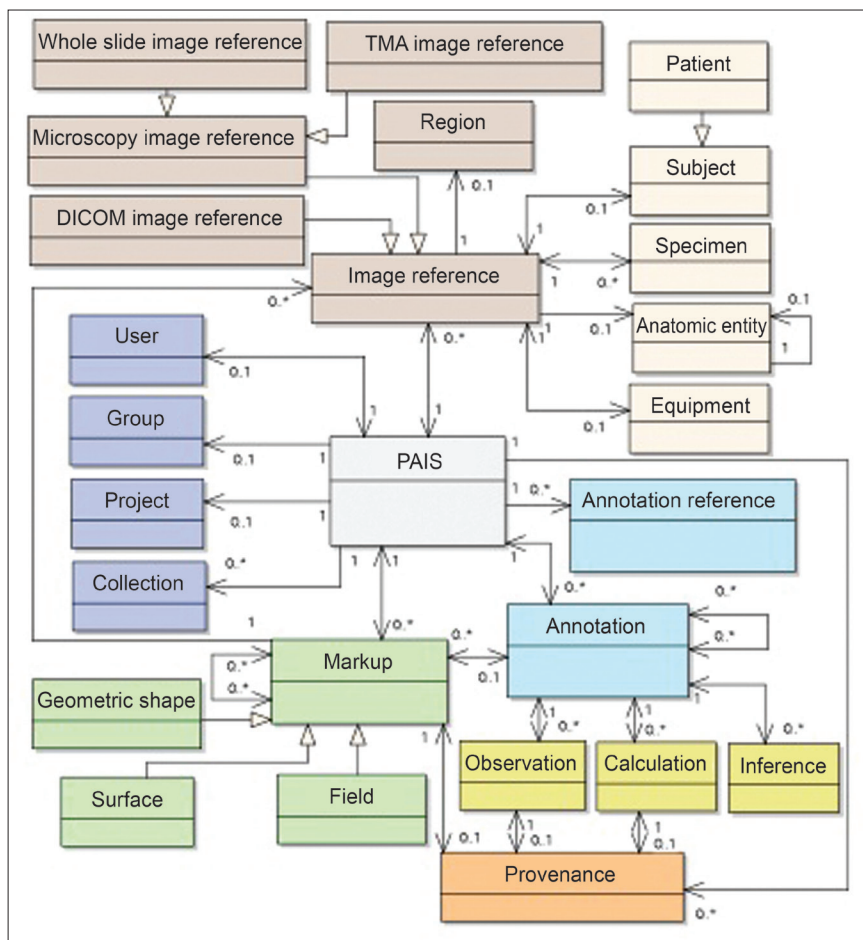 Whole slide image reference
TMA image reference
Patient
Microscopy image reference
Region
0.1
Subject
0.1
1
DICOM image reference
1
Specimen
Image reference
0..*
1
0..*
0.1
0.1
Anatomic entity
1
User
0..*
1
0.1
Equipment
0.1
Group
1
1
1
PAIS
0.1
1
Project
1
0..*
Annotation reference
0.1
1
Collection
0..*
1
1
1
0..*
1
0..*
0..*
Annotation
0..*
Markup
0..*
0..*
0..*
0.1
Geometric shape
1
1
1
1
0..*
0..*
0..*
Observation
Calculation
Inference
Surface
Field
1
0.1
1
0.1
0.1
Provenance
0..*